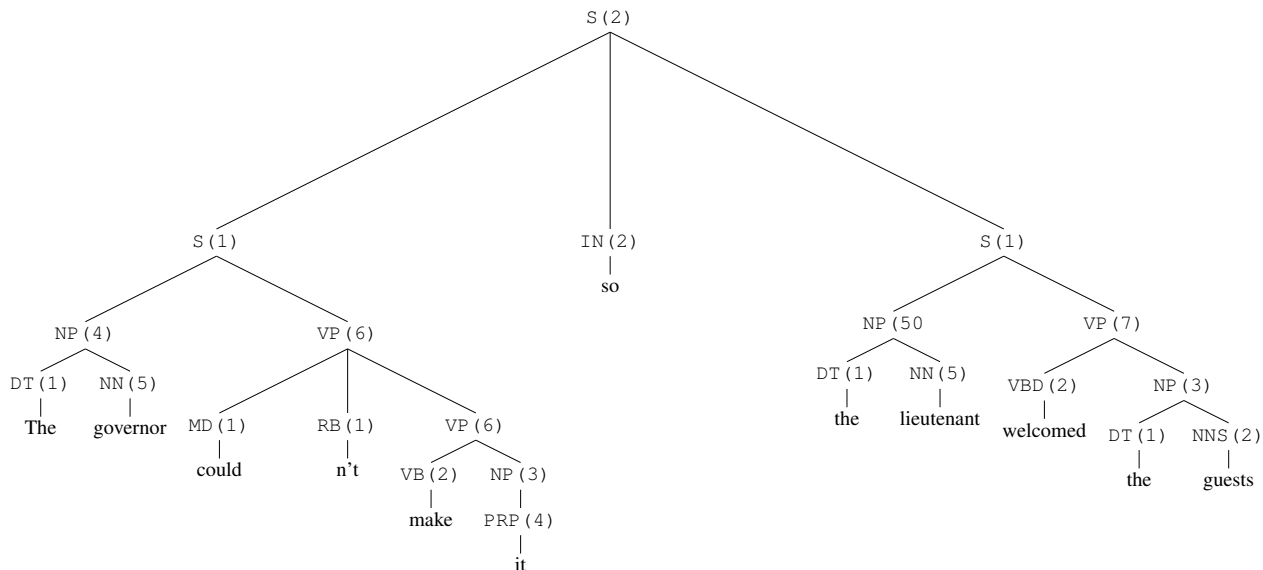 S(2)
S(1) IN(2) S(1)
so
NP(4) VP(6) NP(50 VP(7)
DT(1) NN(5) DT(1) NN(5) VBD(2) NP(3)
The governor MD(1) RB(1) VP(6) the lieutenant welcomed DT(1) NNS(2)
could n't VB(2) NP(3) the guests
make PRP(4)
it